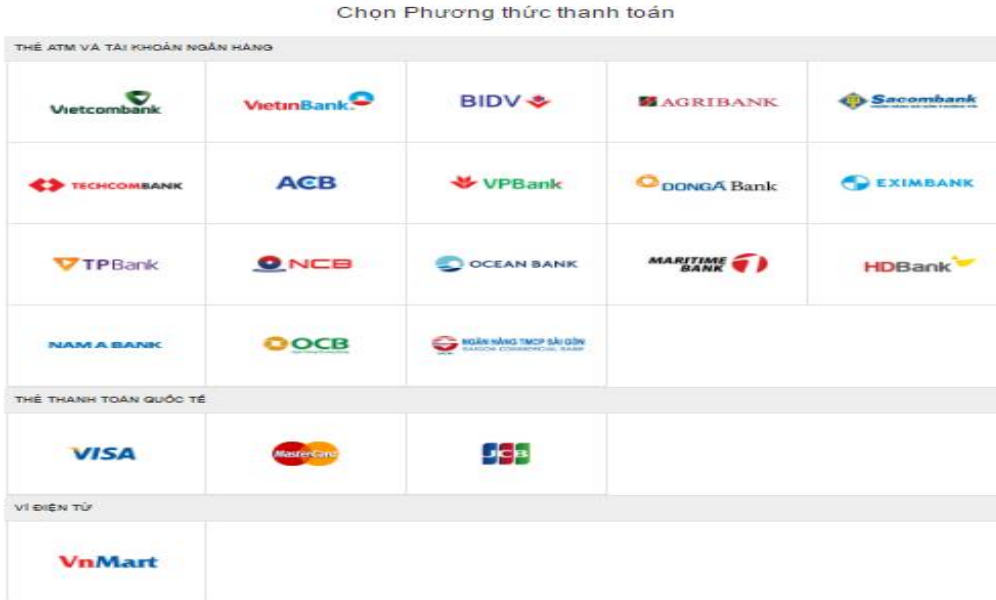 Chọn Phương thức thanh toán
THẺ ATM VÀ TÀI KHOẢN NGÂN HÀNG
Vietcombank
VietinBank
BIDV
AGRIBANK
Sacombank
TECHCOMBANK
ACB
VPBank
DONGA Bank
EXIMBANK
TPBank
NCB
OCEAN BANK
MARITIME BANK
HDBank
NAM A BANK
OCB
NGÂN HÀNG TMCP SÀI GÒN
SAIGON COMMERCIAL BANK
THẺ THANH TOÁN QUỐC TẾ
VISA
MasterCard
JCB
VÍ ĐIỆN TỬ
VnMart